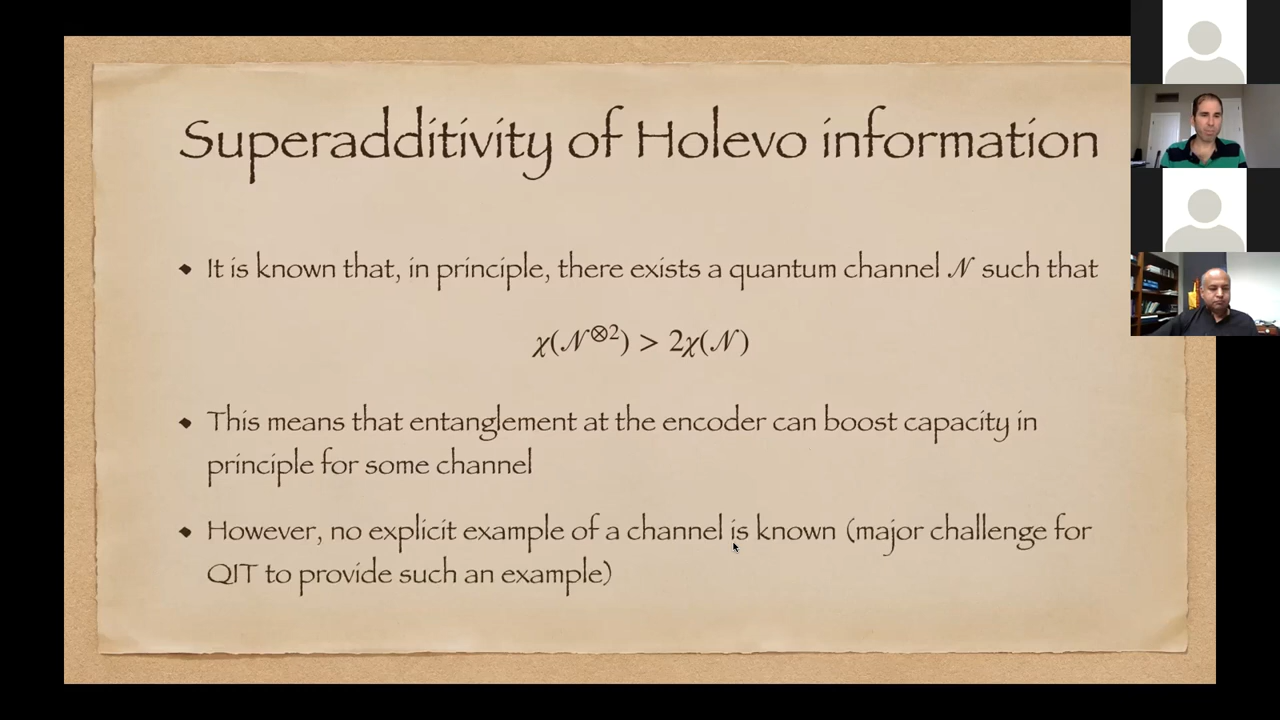 Superadditivity of Holevo information
◆ It is known that, in principle, there exists a quantum channel 𝒩 such that
χ(𝒩^{⊗2}) > 2χ(𝒩)
◆ This means that entanglement at the encoder can boost capacity in
principle for some channel
◆ However, no explicit example of a channel is known (major challenge for
QIT to provide such an example)